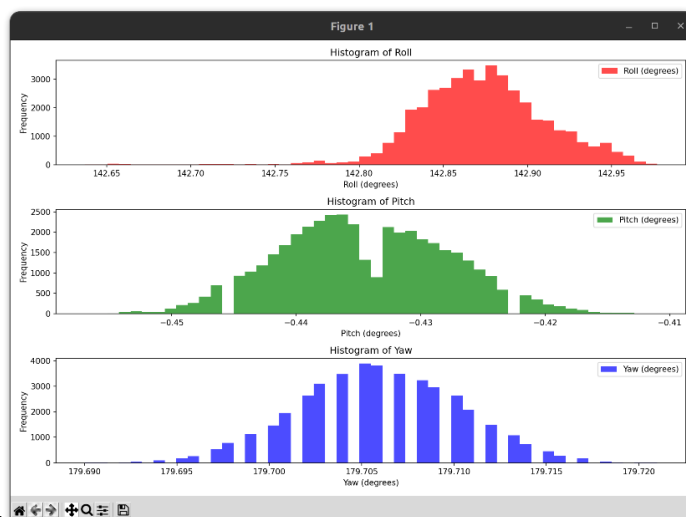 Figure 1
Histogram of Roll
Roll (degrees)
Frequency
3000
2000
1000
0
142.65 142.70 142.75 142.80 142.85 142.90 142.95
Roll (degrees)
Histogram of Pitch
Pitch (degrees)
Frequency
2500
2000
1500
1000
500
0
−0.45 −0.44 −0.43 −0.42 −0.41
Pitch (degrees)
Histogram of Yaw
Yaw (degrees)
Frequency
4000
3000
2000
1000
0
179.690 179.695 179.700 179.705 179.710 179.715 179.720
Yaw (degrees)